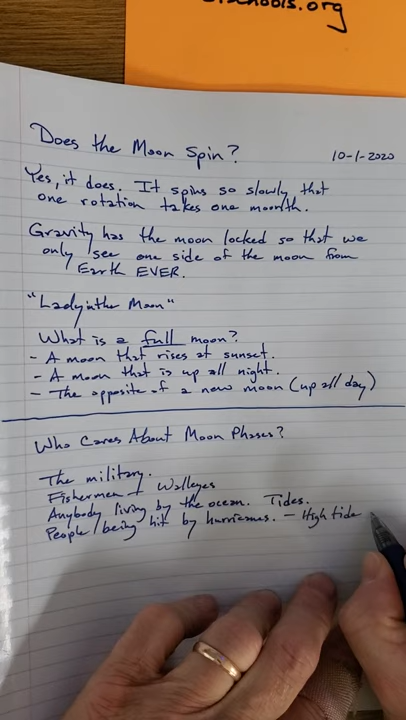 schools.org
Does the Moon Spin?
10-1-2020
Yes, it does. It spins so slowly that
one rotation takes one moonth.
Gravity has the moon locked so that we
only see one side of the moon from
Earth EVER.
"Lady in the Moon"
What is a full moon?
- A moon that rises at sunset.
- A moon that is up all night.
- The opposite of a new moon (up all day)
Who Cares About Moon Phases?
The military.
Fishermen + Walleyes
Anybody living by the ocean. Tides.
People being hit by hurricanes. - High tide